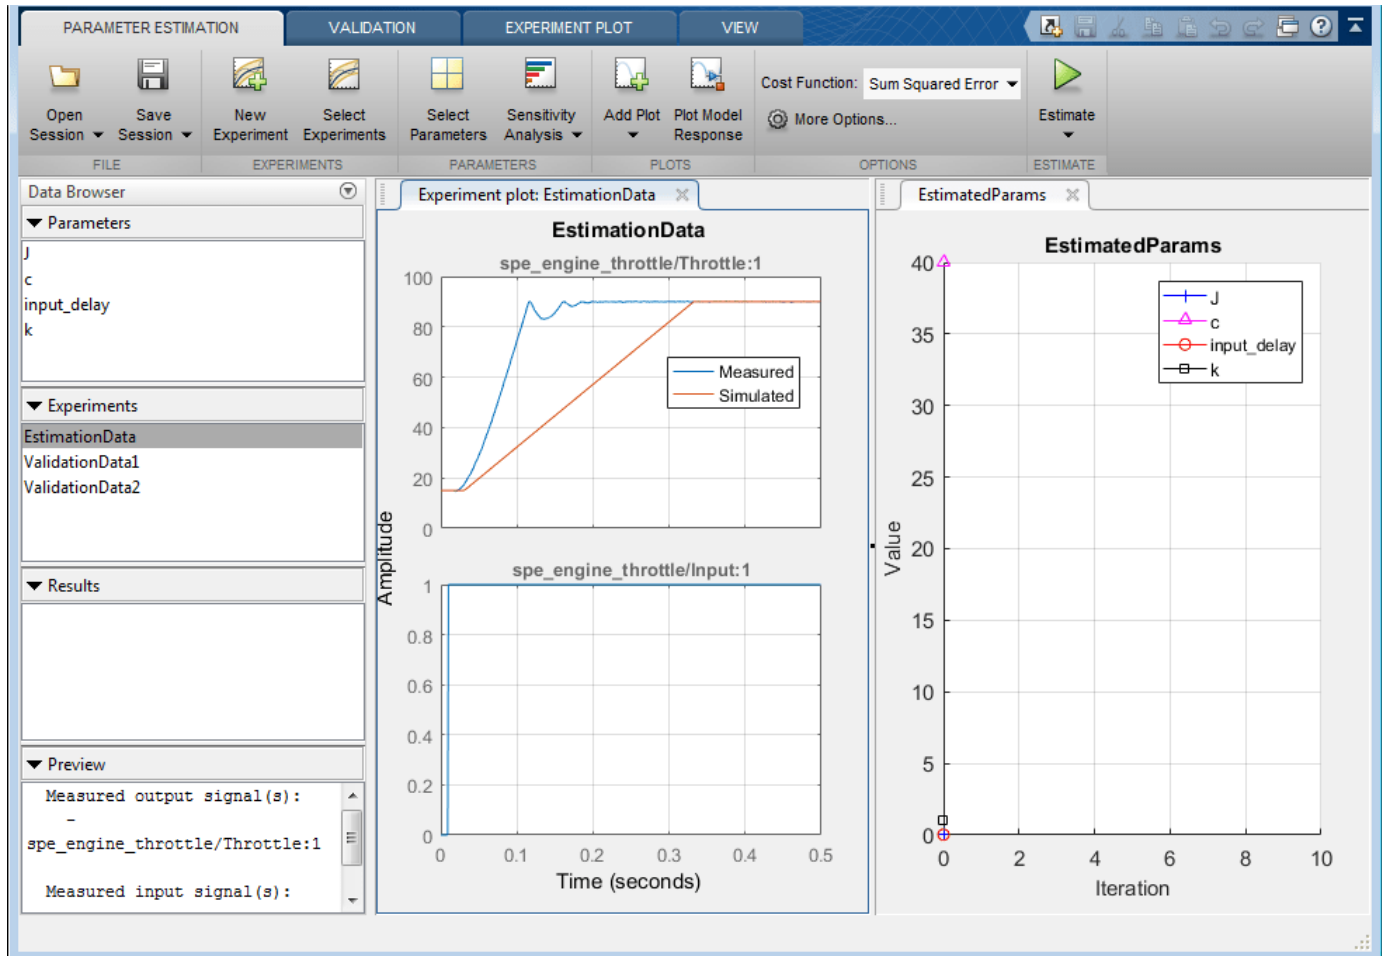 PARAMETER ESTIMATION
VALIDATION
EXPERIMENT PLOT
VIEW
?
Open Session
Save Session
New Experiment
Select Experiments
Select Parameters
Sensitivity Analysis
Add Plot
Plot Model Response
Cost Function: Sum Squared Error
More Options...
Estimate
FILE
EXPERIMENTS
PARAMETERS
PLOTS
OPTIONS
ESTIMATE
Data Browser
Parameters
J
c
input_delay
k
Experiments
EstimationData
ValidationData1
ValidationData2
Results
Preview
Measured output signal(s):
-
spe_engine_throttle/Throttle:1
Measured input signal(s):
Experiment plot: EstimationData
EstimationData
spe_engine_throttle/Throttle:1
100
80
60
40
20
0
Measured
Simulated
Amplitude
spe_engine_throttle/Input:1
1
0.8
0.6
0.4
0.2
0
0 0.1 0.2 0.3 0.4 0.5
Time (seconds)
EstimatedParams
EstimatedParams
40
35
30
25
20
15
10
5
0
J
c
input_delay
k
Value
0 2 4 6 8 10
Iteration